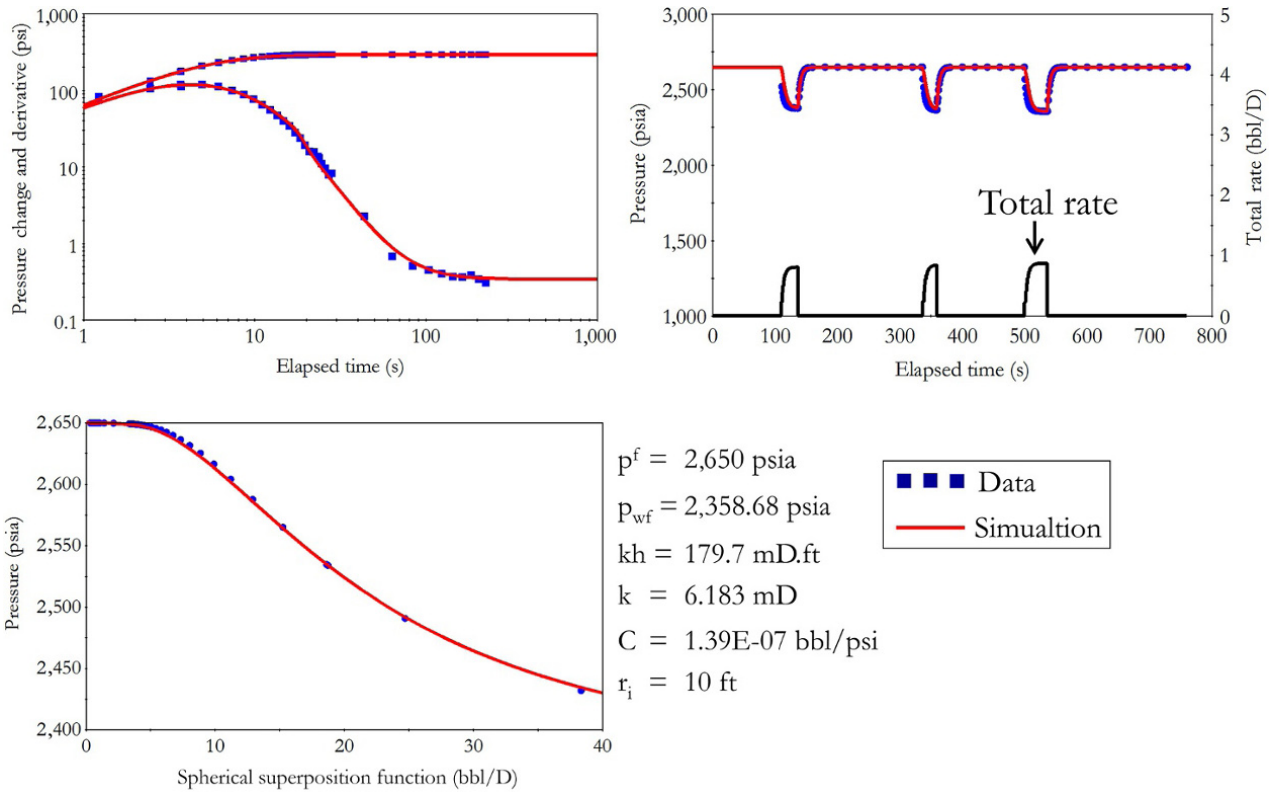 1,000
100
10
1
0.1
1
10
100
1,000
Pressure change and derivative (psi)
Elapsed time (s)
3,000
2,500
2,000
1,500
1,000
5
4
3
2
1
0
0 100 200 300 400 500 600 700 800
Pressure (psia)
Total rate (bbl/D)
Total rate
Elapsed time (s)
2,650
2,600
2,550
2,500
2,450
2,400
0 10 20 30 40
Pressure (psia)
Spherical superposition function (bbl/D)
p^f = 2,650 psia
p_wf = 2,358.68 psia
kh = 179.7 mD.ft
k = 6.183 mD
C = 1.39E-07 bbl/psi
r_i = 10 ft
Data
Simualtion